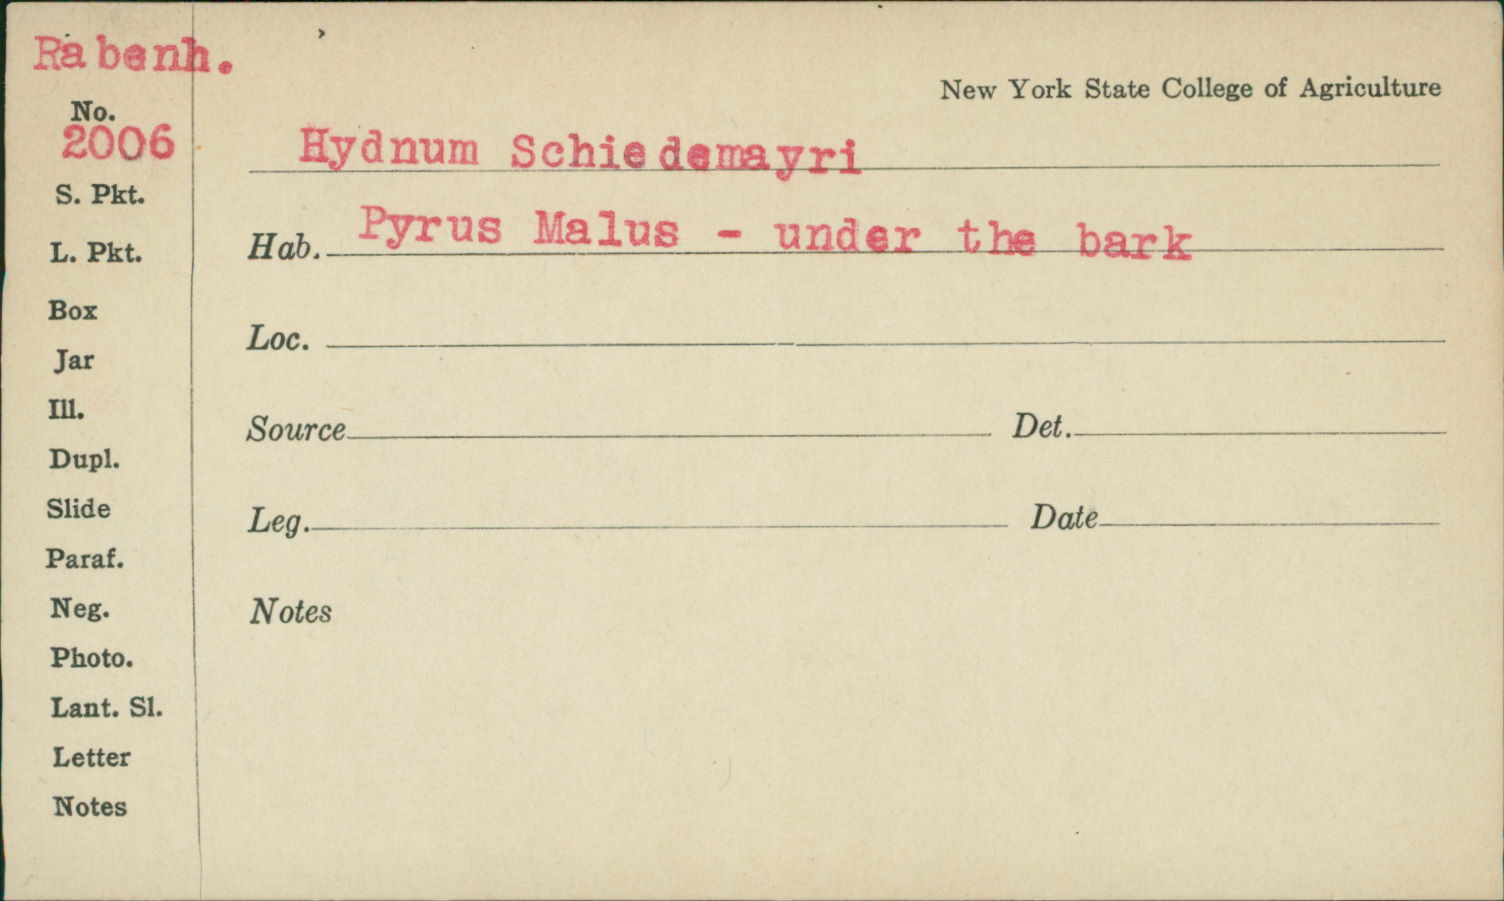 Rabenh.
New York State College of Agriculture
No.
2006
Hydnum Schiedemayri
S. Pkt.
Hab. Pyrus Malus - under the bark
L. Pkt.
Box
Loc.
Jar
Ill.
Source Det.
Dupl.
Slide
Leg. Date
Paraf.
Neg.
Notes
Photo.
Lant. Sl.
Letter
Notes